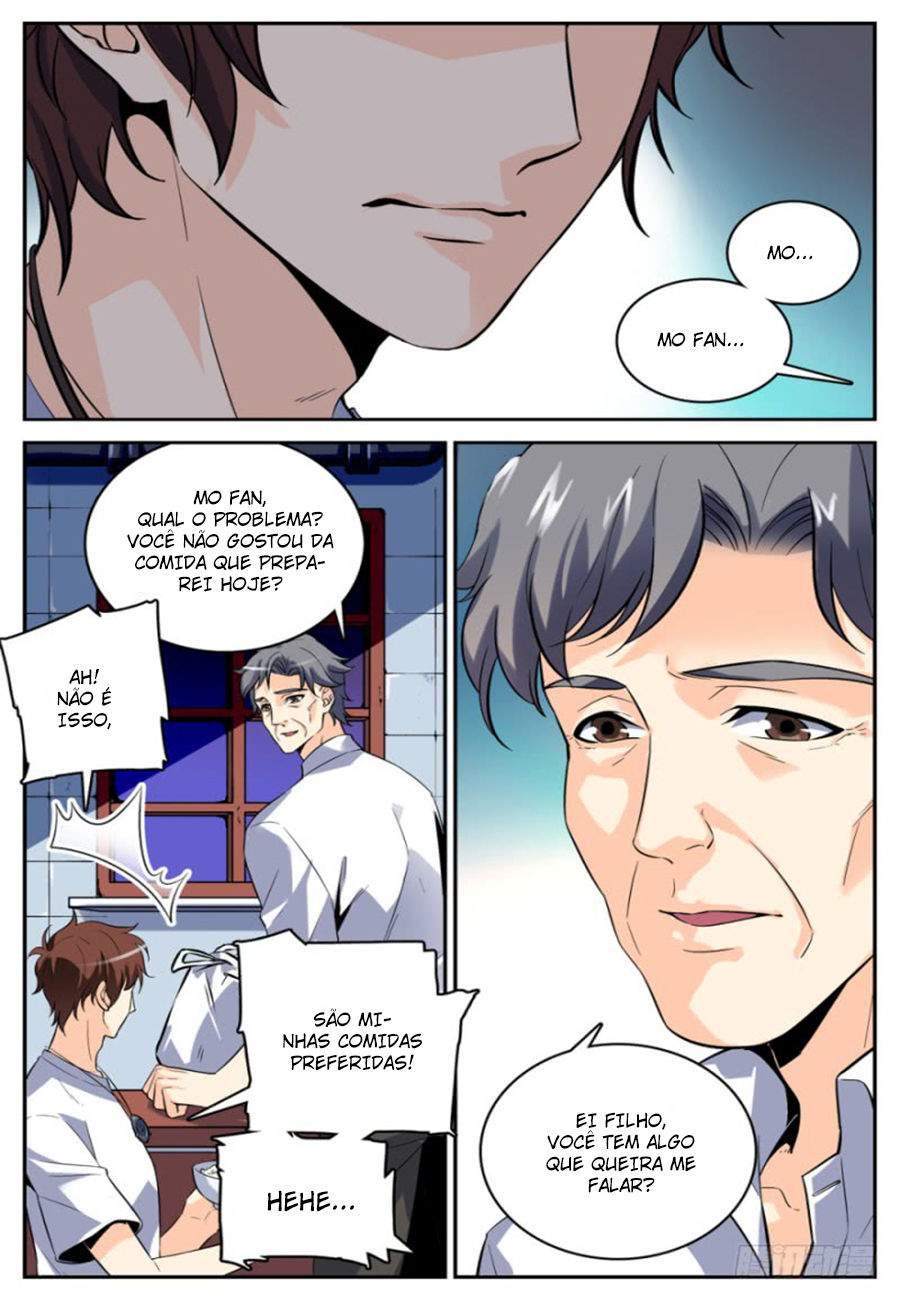 MO...
MO FAN...
MO FAN,
QUAL O PROBLEMA?
VOCÊ NÃO GOSTOU DA
COMIDA QUE PREPA-
REI HOJE?
AH!
NÃO É
ISSO,
SÃO MI-
NHAS COMIDAS
PREFERIDAS!
HEHE...
EI FILHO,
VOCÊ TEM ALGO
QUE QUEIRA ME
FALAR?